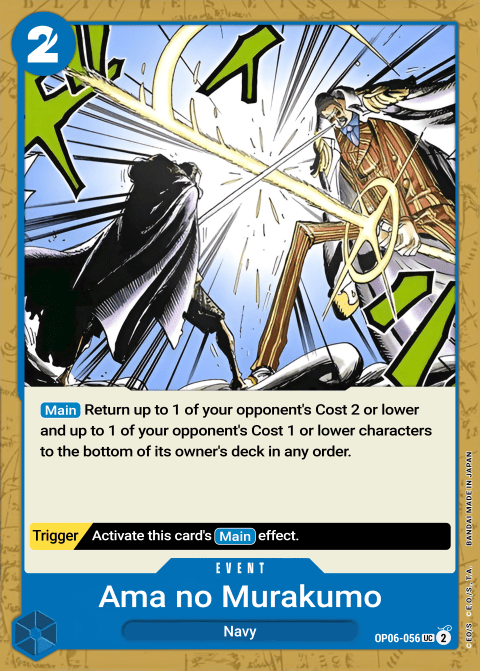 2
Main Return up to 1 of your opponent's Cost 2 or lower
and up to 1 of your opponent's Cost 1 or lower characters
to the bottom of its owner's deck in any order.
Trigger Activate this card's Main effect.
EVENT
Ama no Murakumo
Navy
OP06-056 UC 2
©E.O/S. ©E.O./S.,T.A. BANDAI MADE IN JAPAN